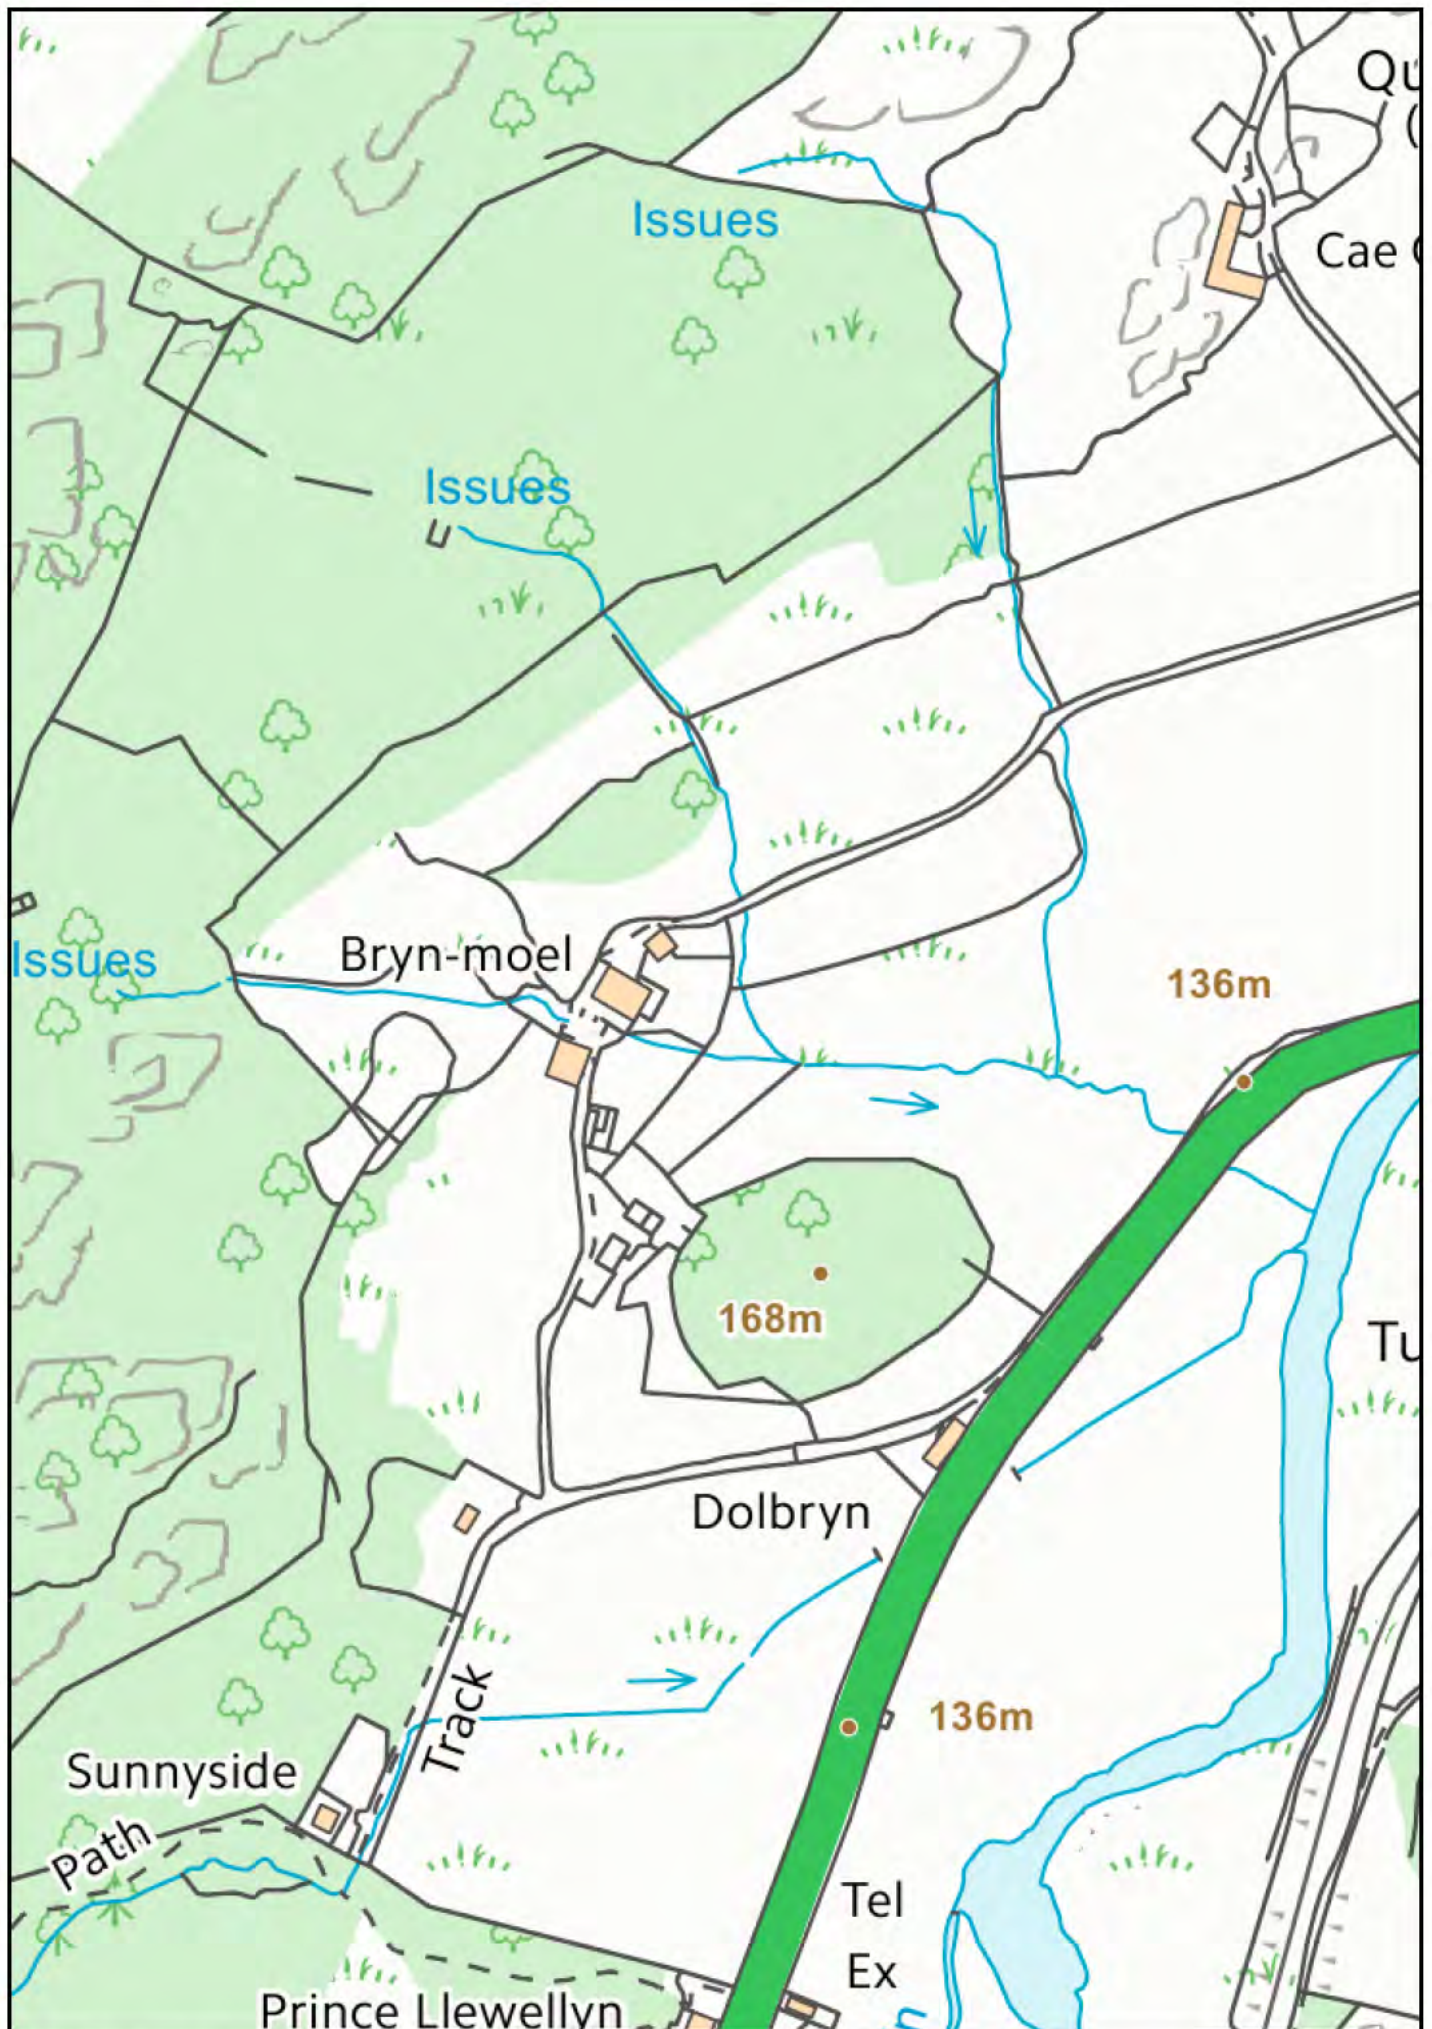 Qu
(
Issues
Cae
Issues
Bryn-moel
Issues
136m
168m
Tu
Dolbryn
136m
Track
Sunnyside
Path
Tel
Ex
Prince Llewellyn
n